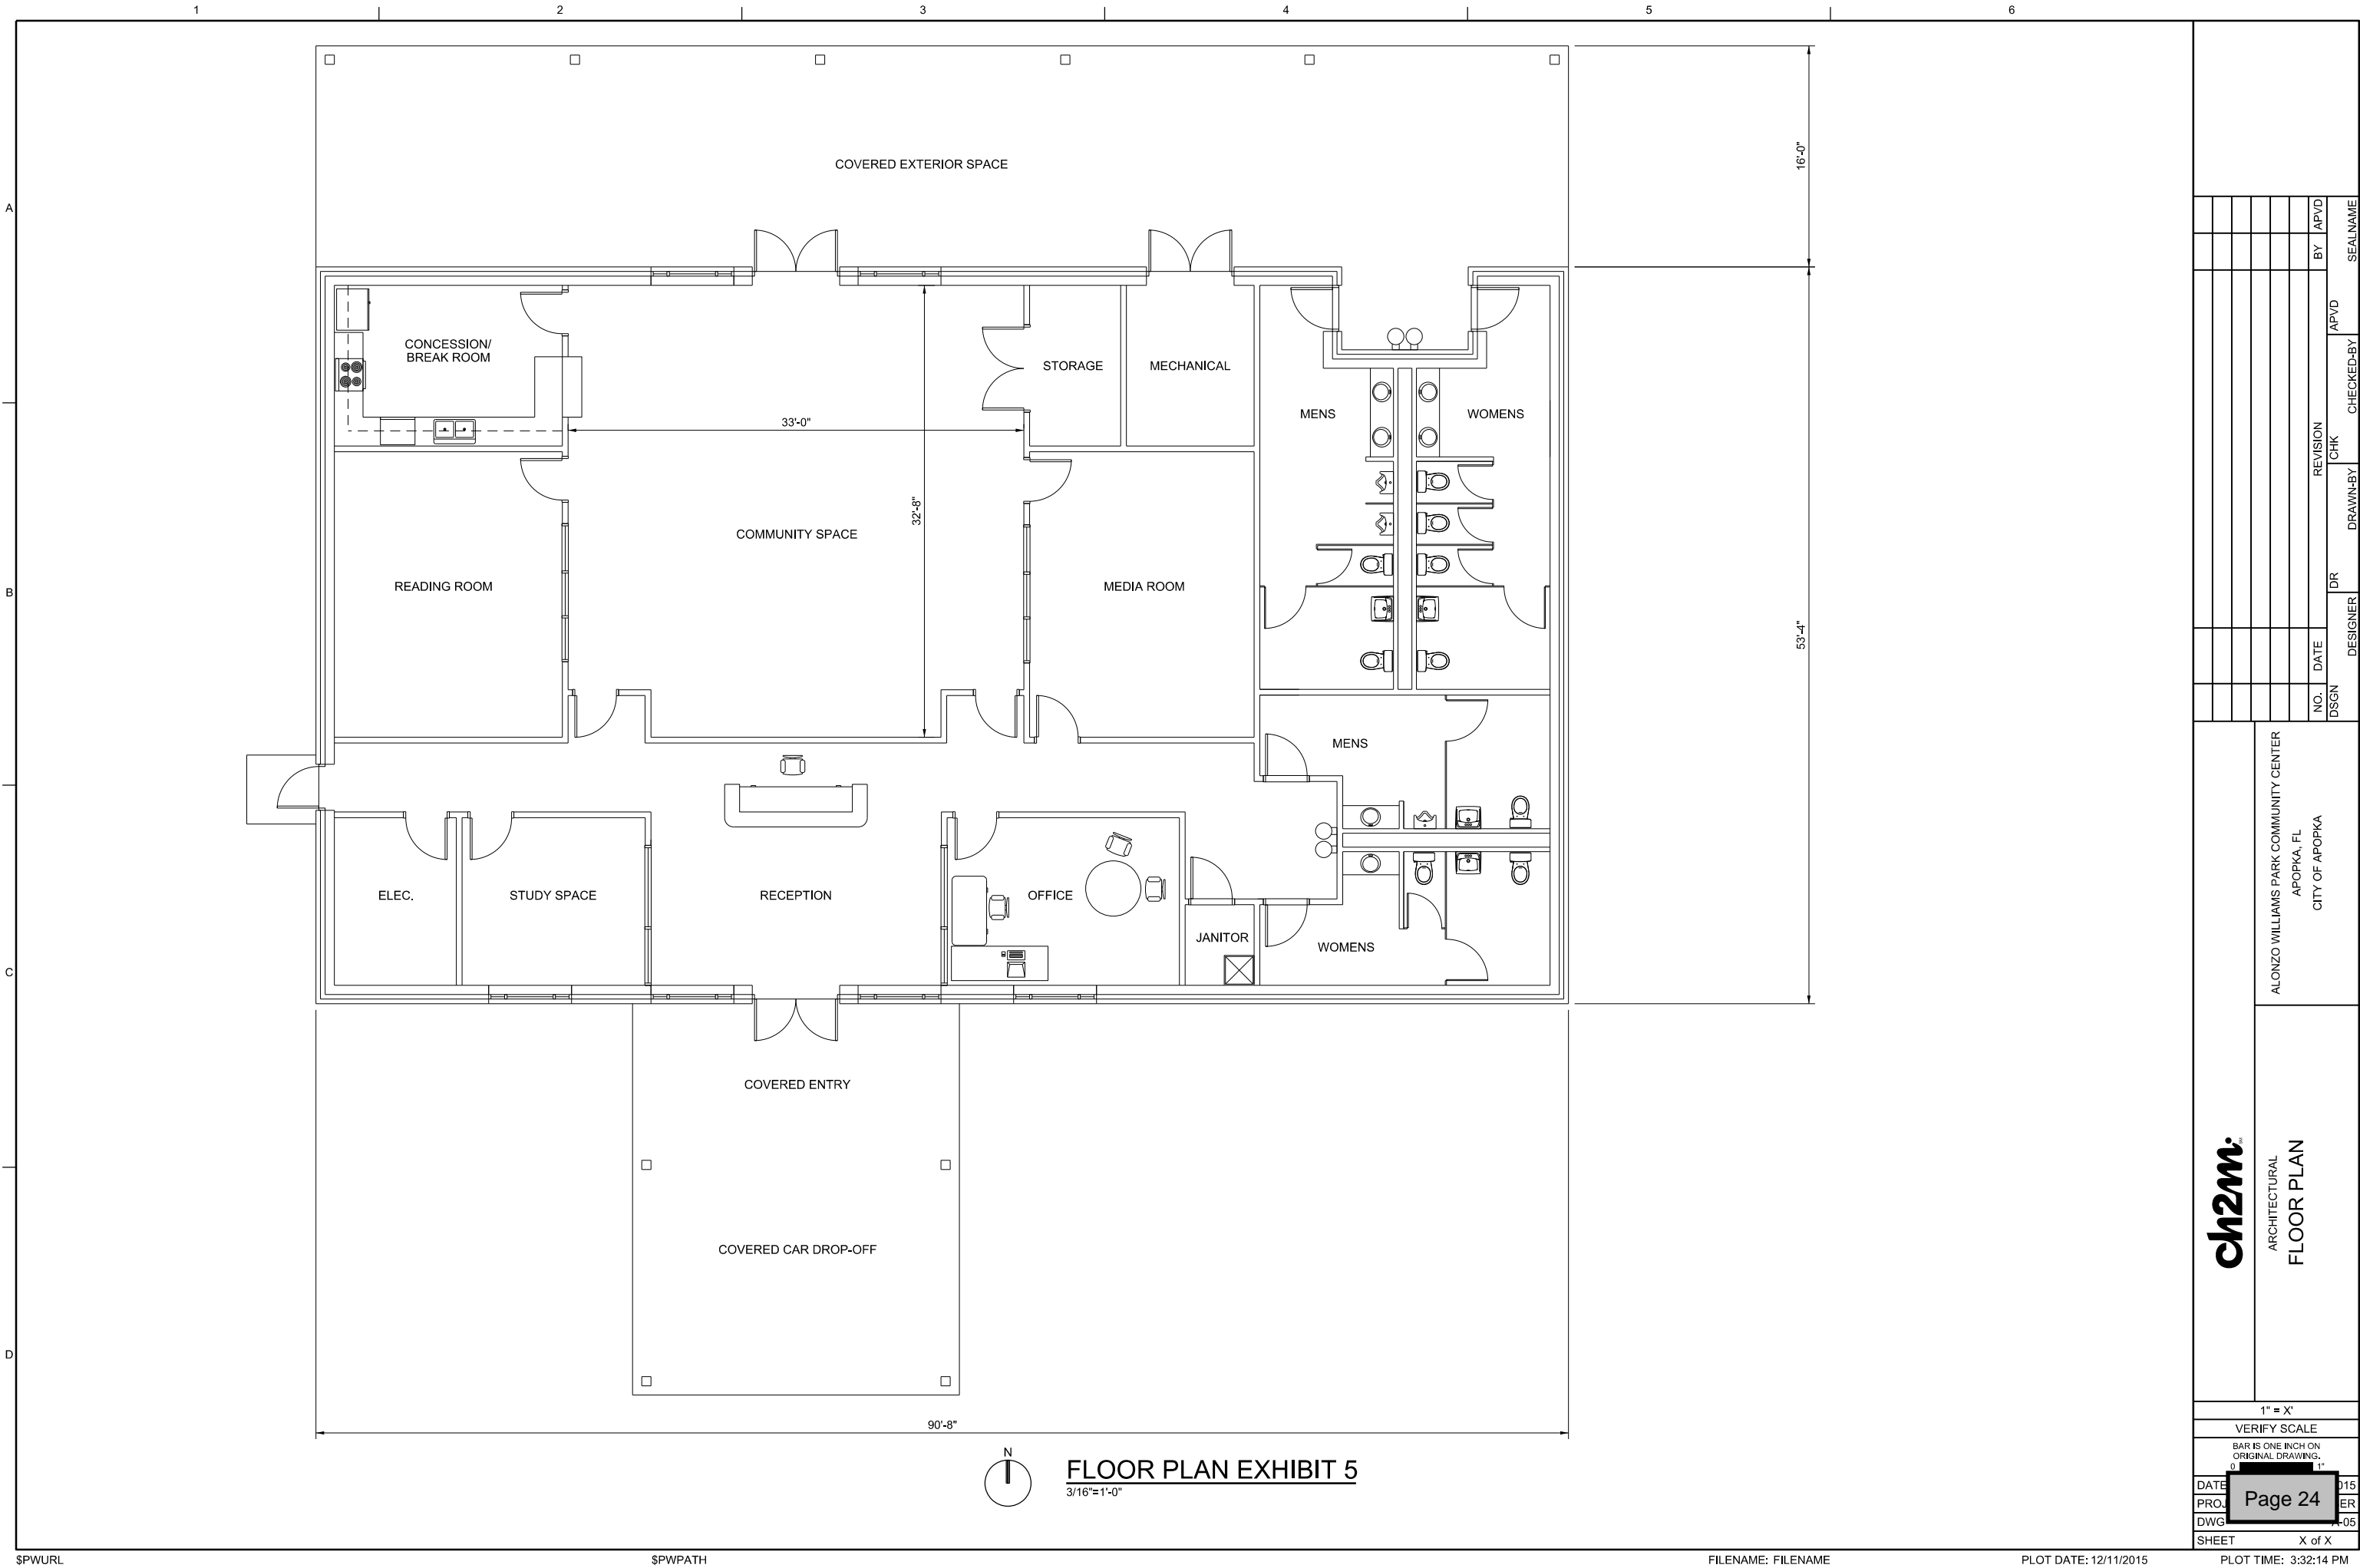 1 2 3 4 5 6
A
B
C
D
COVERED EXTERIOR SPACE
16'-0"
CONCESSION/
BREAK ROOM
STORAGE
MECHANICAL
MENS
WOMENS
33'-0"
32'-8"
COMMUNITY SPACE
READING ROOM
MEDIA ROOM
53'-4"
MENS
ELEC.
STUDY SPACE
RECEPTION
OFFICE
JANITOR
WOMENS
COVERED ENTRY
COVERED CAR DROP-OFF
90'-8"
N
FLOOR PLAN EXHIBIT 5
3/16"=1'-0"
NO.
DATE
REVISION
BY
APVD
DSGN
DESIGNER
DR
DRAWN-BY
CHK
CHECKED-BY
APVD
SEALNAME
ALONZO WILLIAMS PARK COMMUNITY CENTER
APOPKA, FL
CITY OF APOPKA
ch2m
ARCHITECTURAL
FLOOR PLAN
1" = X'
VERIFY SCALE
BAR IS ONE INCH ON
ORIGINAL DRAWING.
0 1"
DATE 015
PROJ ER
Page 24
DWG -05
SHEET X of X
$PWURL
$PWPATH
FILENAME: FILENAME
PLOT DATE: 12/11/2015
PLOT TIME: 3:32:14 PM